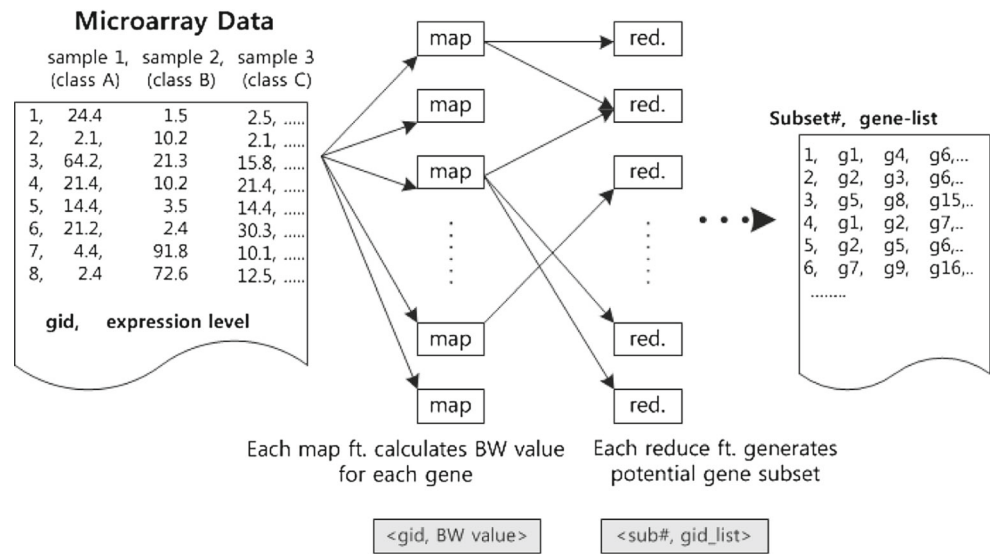 Microarray Data
sample 1, sample 2, sample 3
(class A) (class B) (class C)
1, 24.4 1.5 2.5, .....
2, 2.1, 10.2 2.1, .....
3, 64.2, 21.3 15.8, .....
4, 21.4, 10.2 21.4, .....
5, 14.4, 3.5 14.4, .....
6, 21.2, 2.4 30.3, .....
7, 4.4, 91.8 10.1, .....
8, 2.4 72.6 12.5, .....
gid, expression level
map
map
map
map
map
red.
red.
red.
red.
red.
Each map ft. calculates BW value
for each gene
Each reduce ft. generates
potential gene subset
<gid, BW value>
<sub#, gid_list>
Subset#, gene-list
1, g1, g4, g6,...
2, g2, g3, g6,..
3, g5, g8, g15,..
4, g1, g2, g7,..
5, g2, g5, g6,..
6, g7, g9, g16,..
........